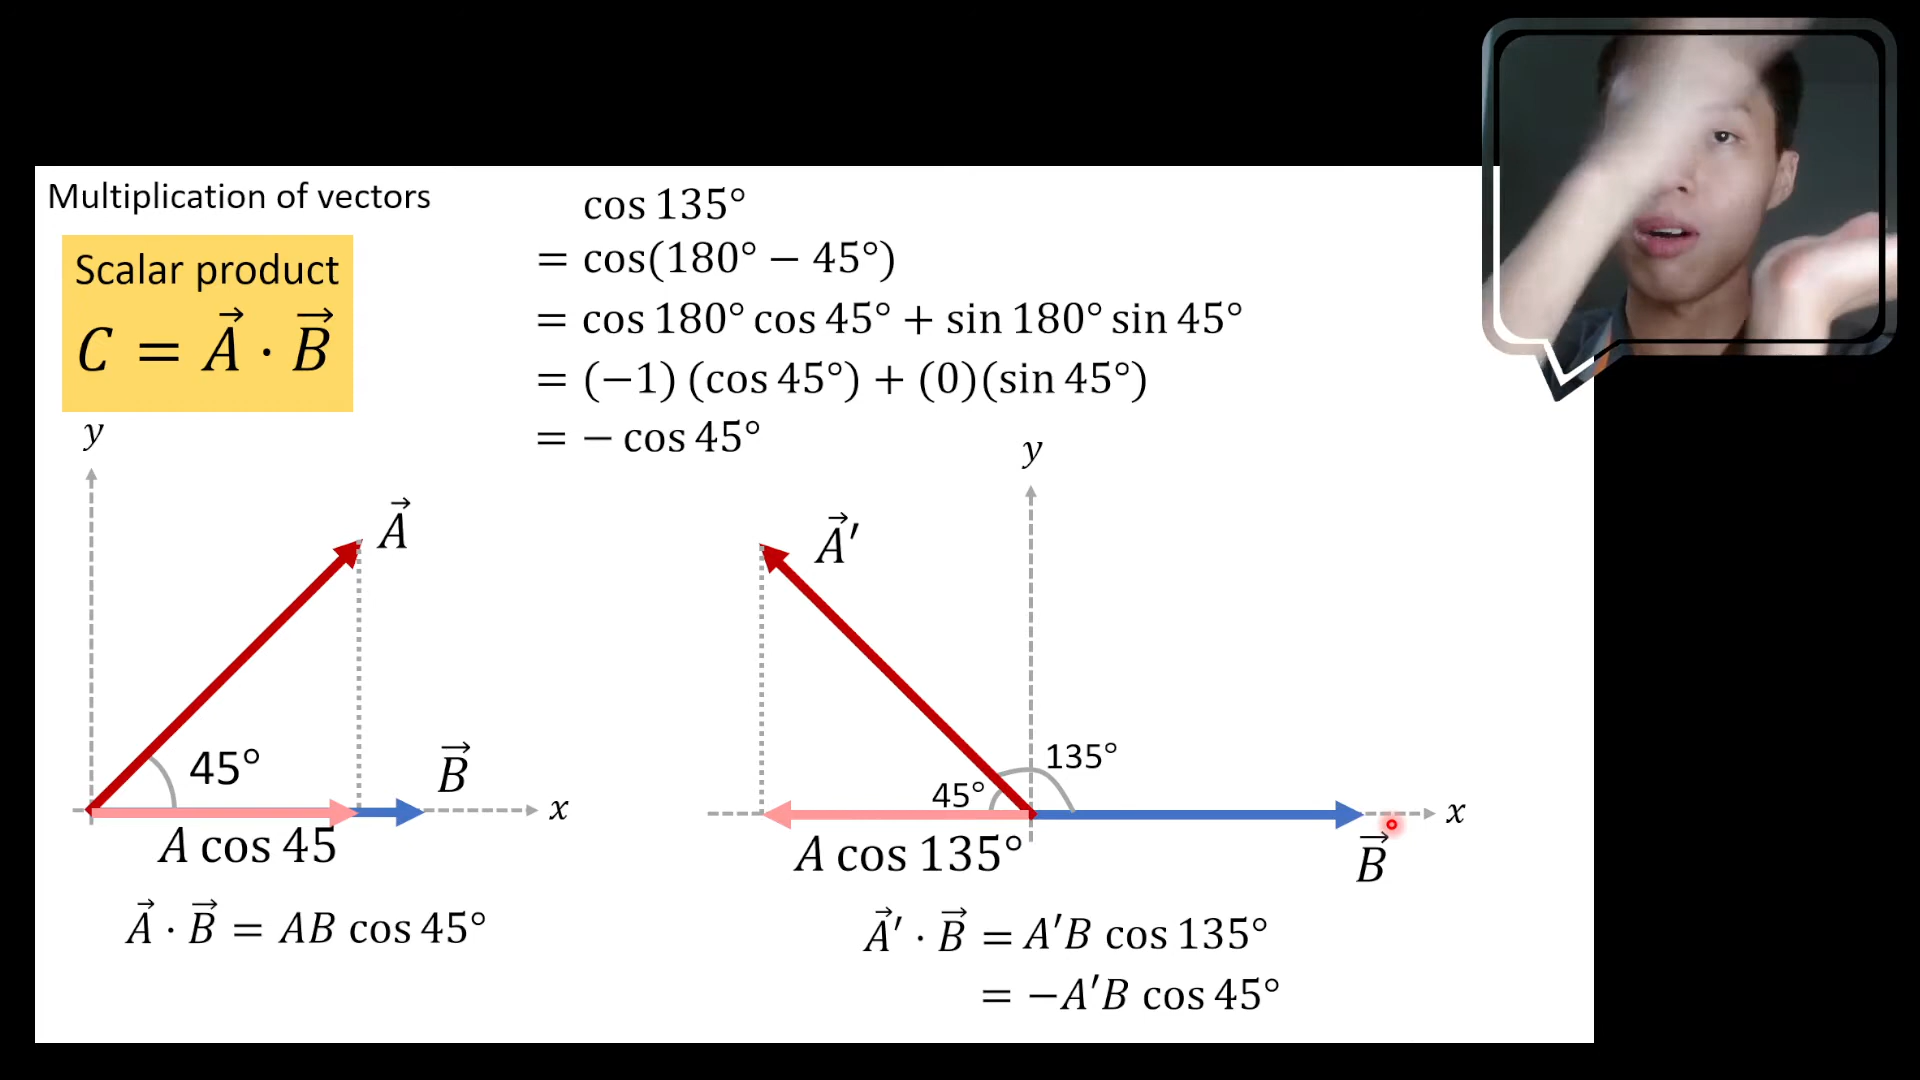 Multiplication of vectors
Scalar product
C = A⃗ · B⃗
cos 135°
= cos(180° − 45°)
= cos 180° cos 45° + sin 180° sin 45°
= (−1) (cos 45°) + (0)(sin 45°)
= − cos 45°
y
A⃗
45°
B⃗
x
A cos 45
A⃗ · B⃗ = AB cos 45°
y
A⃗′
135°
45°
x
A cos 135°
B⃗
A⃗′ · B⃗ = A′B cos 135°
= −A′B cos 45°